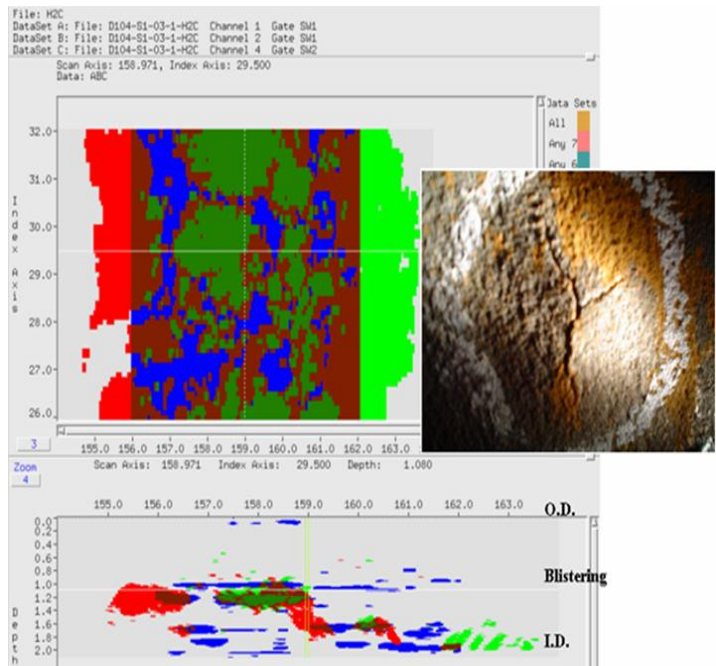 File: H2C
DataSet A: File: D104-S1-03-1-H2C Channel 1 Gate SW1
DataSet B: File: D104-S1-03-1-H2C Channel 2 Gate SW1
DataSet C: File: D104-S1-03-1-H2C Channel 4 Gate SW2
Scan Axis: 158.971, Index Axis: 29.500
Data: ABC
Data Sets
All
Any 7
Any 6
32.0
31.0
30.0
29.0
28.0
27.0
26.0
Index Axis
3
155.0 156.0 157.0 158.0 159.0 160.0 161.0 162.0 163.0
Zoom
4
Scan Axis: 158.971 Index Axis: 29.500 Depth: 1.080
155.0 156.0 157.0 158.0 159.0 160.0 161.0 162.0 163.0
O.D.
0.0
0.2
0.4
0.6
0.8
1.0
1.2
1.4
1.6
1.8
2.0
Depth
Blistering
I.D.